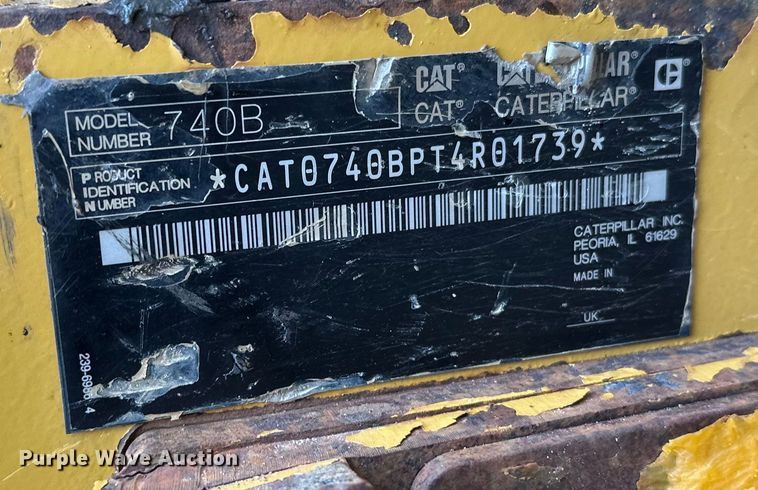 CAT CATERPILLAR
CAT® CATERPILLAR®
MODEL NUMBER 740B
PRODUCT IDENTIFICATION NUMBER *CAT0740BPT4R01739*
CATERPILLAR INC.
PEORIA, IL 61629
USA
MADE IN
UK
Purple Wave Auction